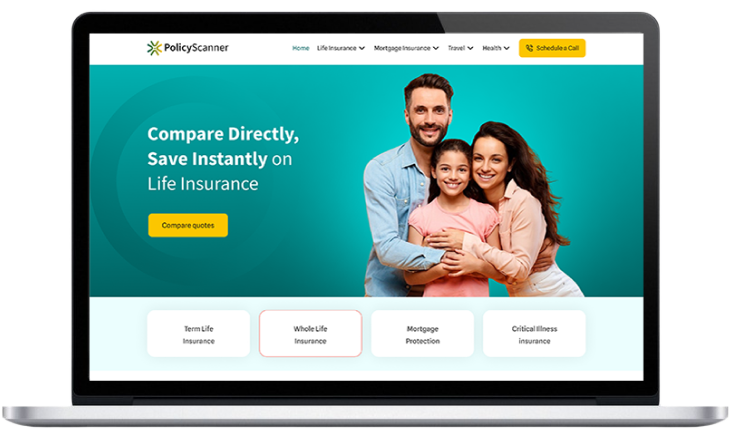 PolicyScanner
Home Life Insurance Mortgage Insurance Travel Health Schedule a Call
Compare Directly,
Save Instantly on
Life Insurance
Compare quotes
Term Life
Insurance
Whole Life
Insurance
Mortgage
Protection
Critical Illness
insurance